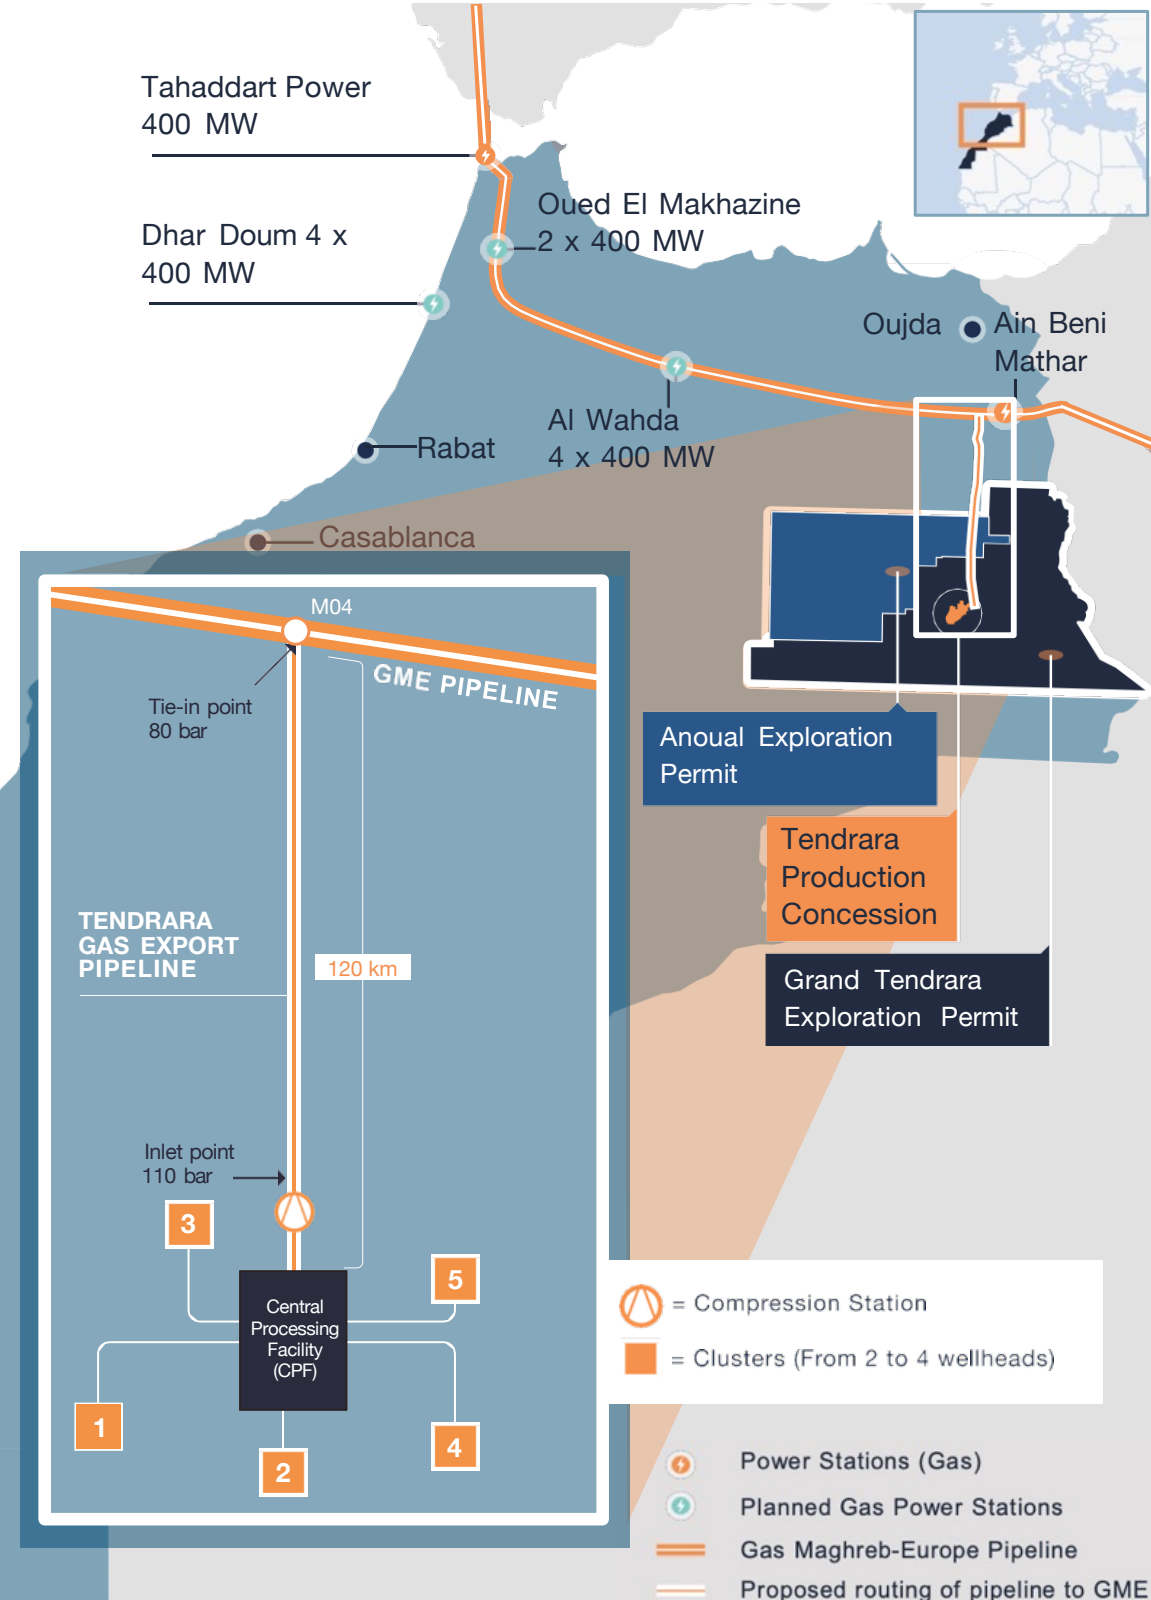 Tahaddart Power
400 MW
Dhar Doum 4 x
400 MW
Oued El Makhazine
2 x 400 MW
Oujda
Ain Beni
Mathar
Al Wahda
4 x 400 MW
Rabat
Casablanca
M04
GME PIPELINE
Tie-in point
80 bar
TENDRARA
GAS EXPORT
PIPELINE
120 km
Inlet point
110 bar
3
5
Central
Processing
Facility
(CPF)
1
2
4
Anoual Exploration
Permit
Tendrara
Production
Concession
Grand Tendrara
Exploration Permit
= Compression Station
= Clusters (From 2 to 4 wellheads)
Power Stations (Gas)
Planned Gas Power Stations
Gas Maghreb-Europe Pipeline
Proposed routing of pipeline to GME